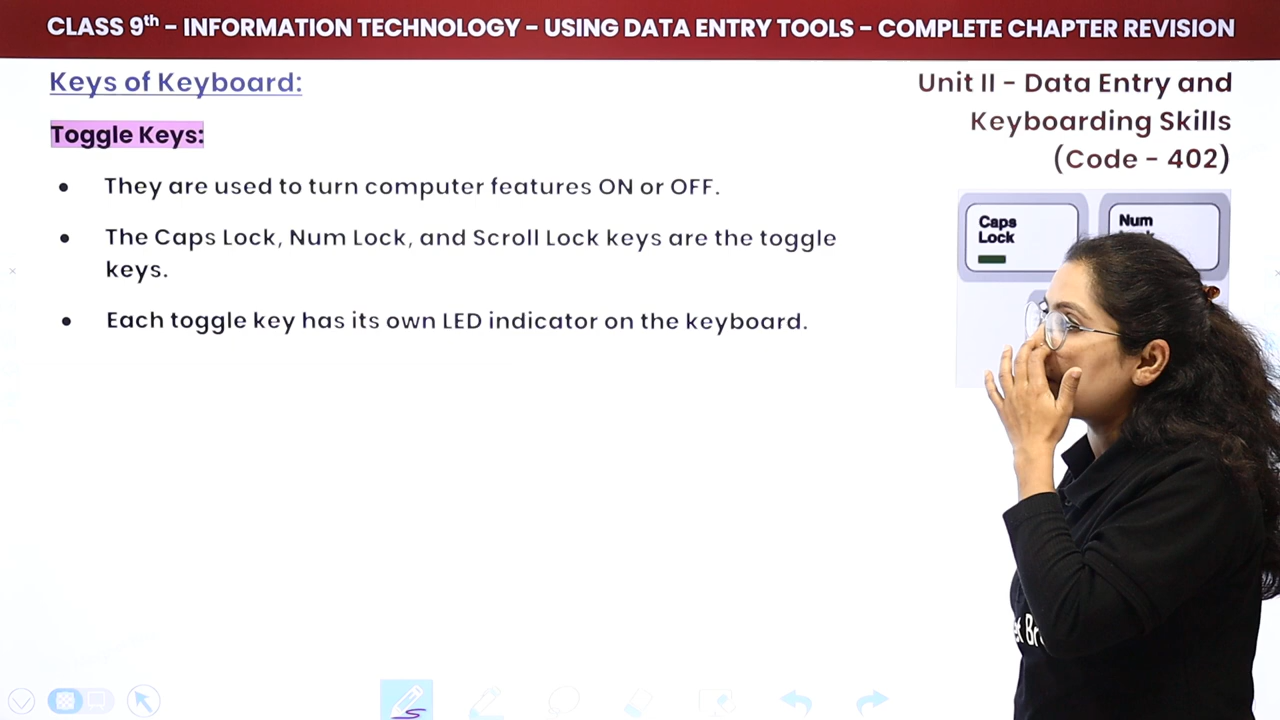 CLASS 9th – INFORMATION TECHNOLOGY – USING DATA ENTRY TOOLS – COMPLETE CHAPTER REVISION
Keys of Keyboard:
Unit II – Data Entry and
Keyboarding Skills
(Code – 402)
Toggle Keys:
• They are used to turn computer features ON or OFF.
• The Caps Lock, Num Lock, and Scroll Lock keys are the toggle
keys.
• Each toggle key has its own LED indicator on the keyboard.
Caps
Lock
Num